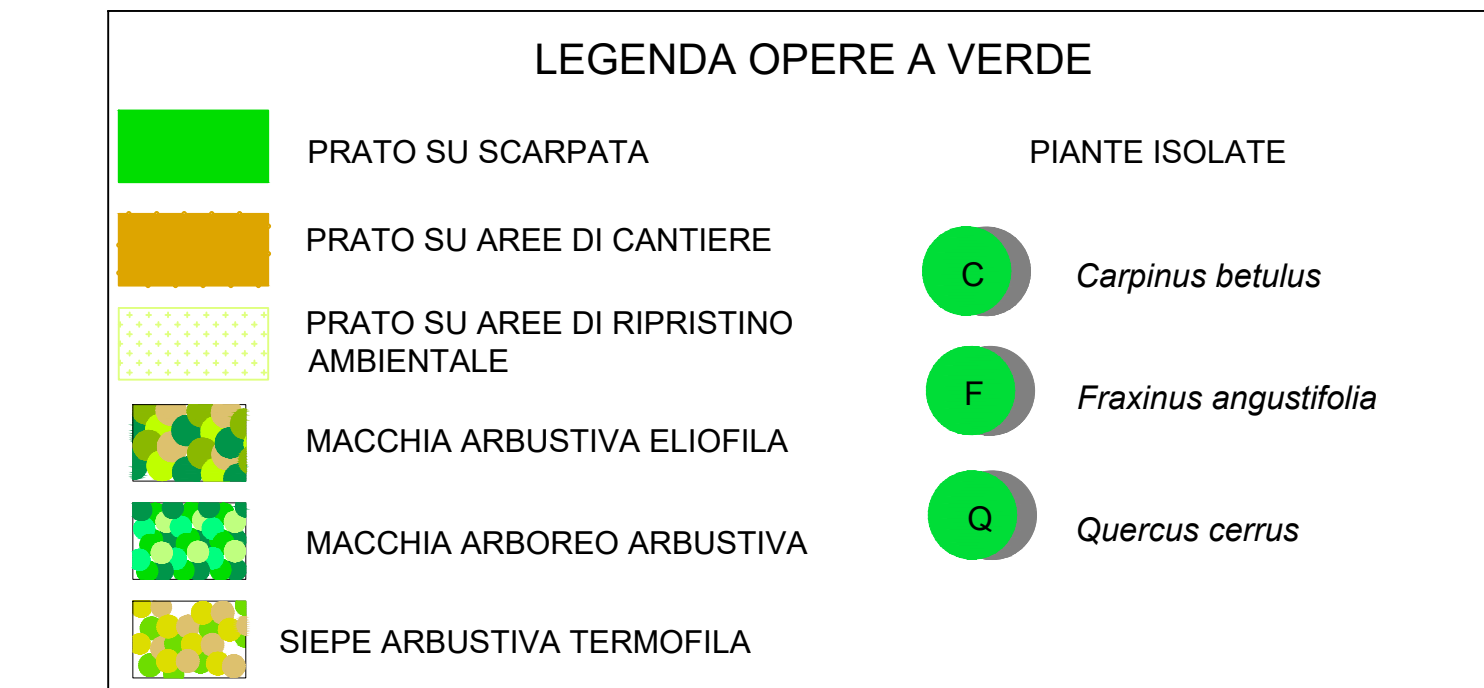 LEGENDA OPERE A VERDE
PRATO SU SCARPATA
PRATO SU AREE DI CANTIERE
PRATO SU AREE DI RIPRISTINO
AMBIENTALE
MACCHIA ARBUSTIVA ELIOFILA
MACCHIA ARBOREO ARBUSTIVA
SIEPE ARBUSTIVA TERMOFILA
PIANTE ISOLATE
C Carpinus betulus
F Fraxinus angustifolia
Q Quercus cerrus